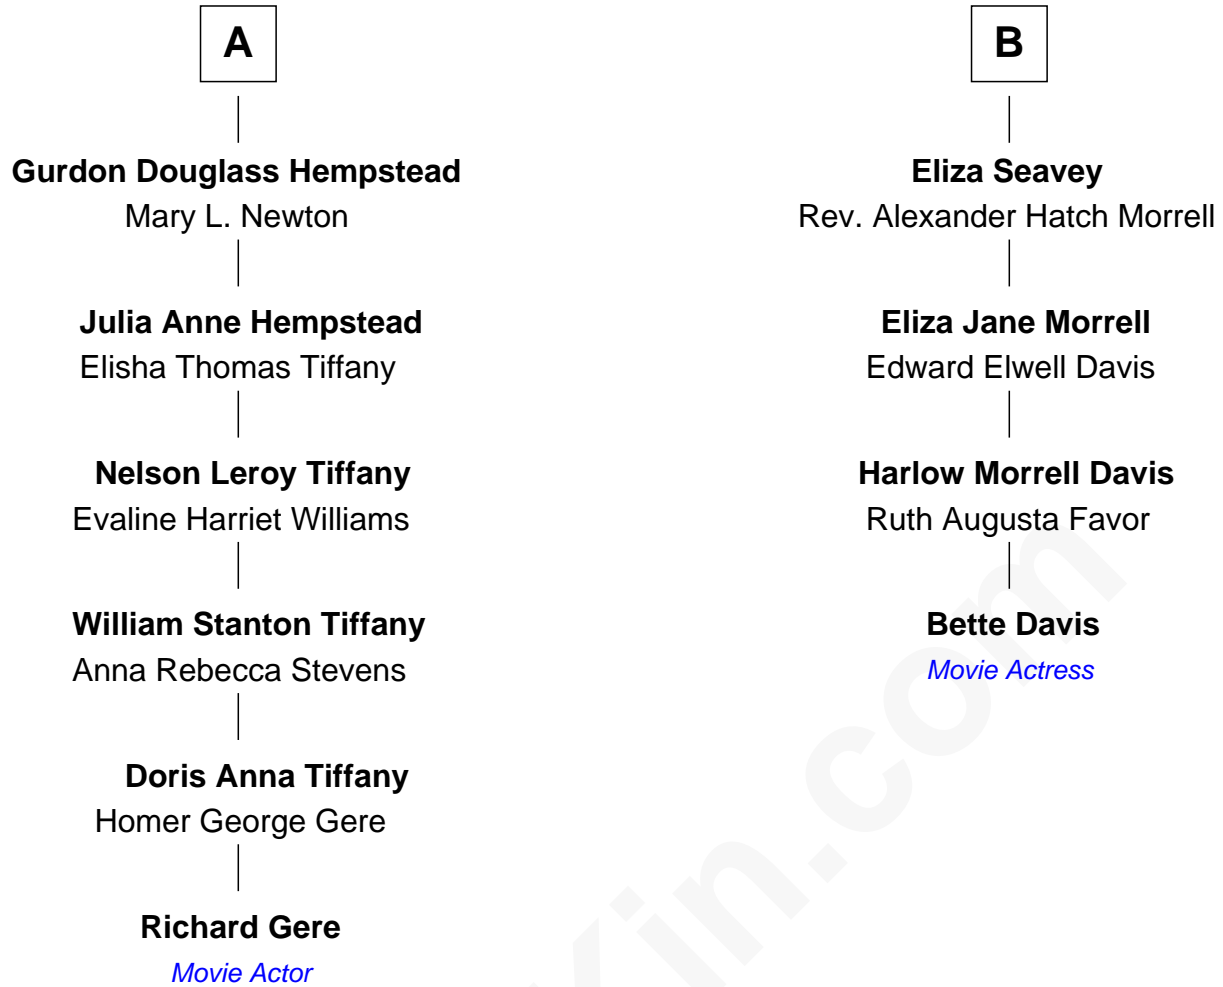 A
Gurdon Douglass Hempstead
Mary L. Newton
Julia Anne Hempstead
Elisha Thomas Tiffany
Nelson Leroy Tiffany
Evaline Harriet Williams
William Stanton Tiffany
Anna Rebecca Stevens
Doris Anna Tiffany
Homer George Gere
Richard Gere
Movie Actor
B
Eliza Seavey
Rev. Alexander Hatch Morrell
Eliza Jane Morrell
Edward Elwell Davis
Harlow Morrell Davis
Ruth Augusta Favor
Bette Davis
Movie Actress
Kin.com